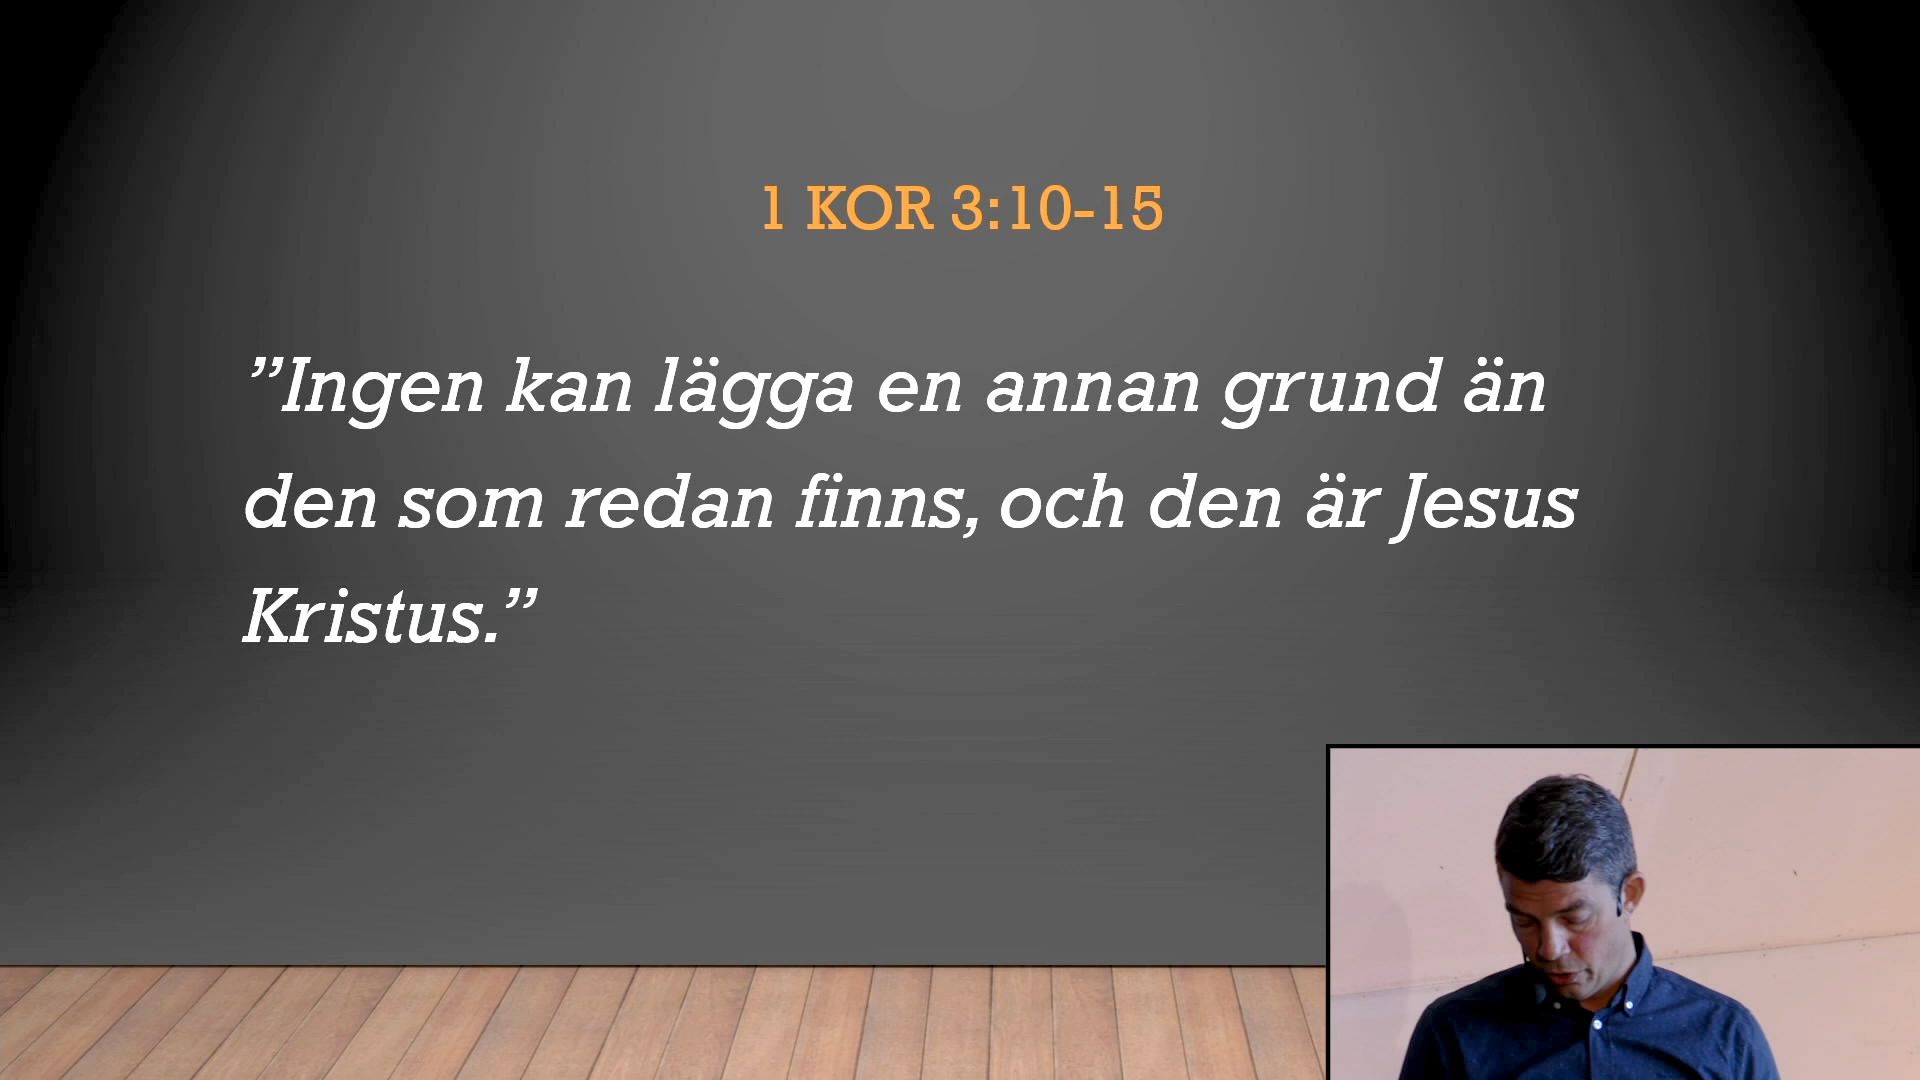 1 KOR 3:10-15
”Ingen kan lägga en annan grund än
den som redan finns, och den är Jesus
Kristus.”